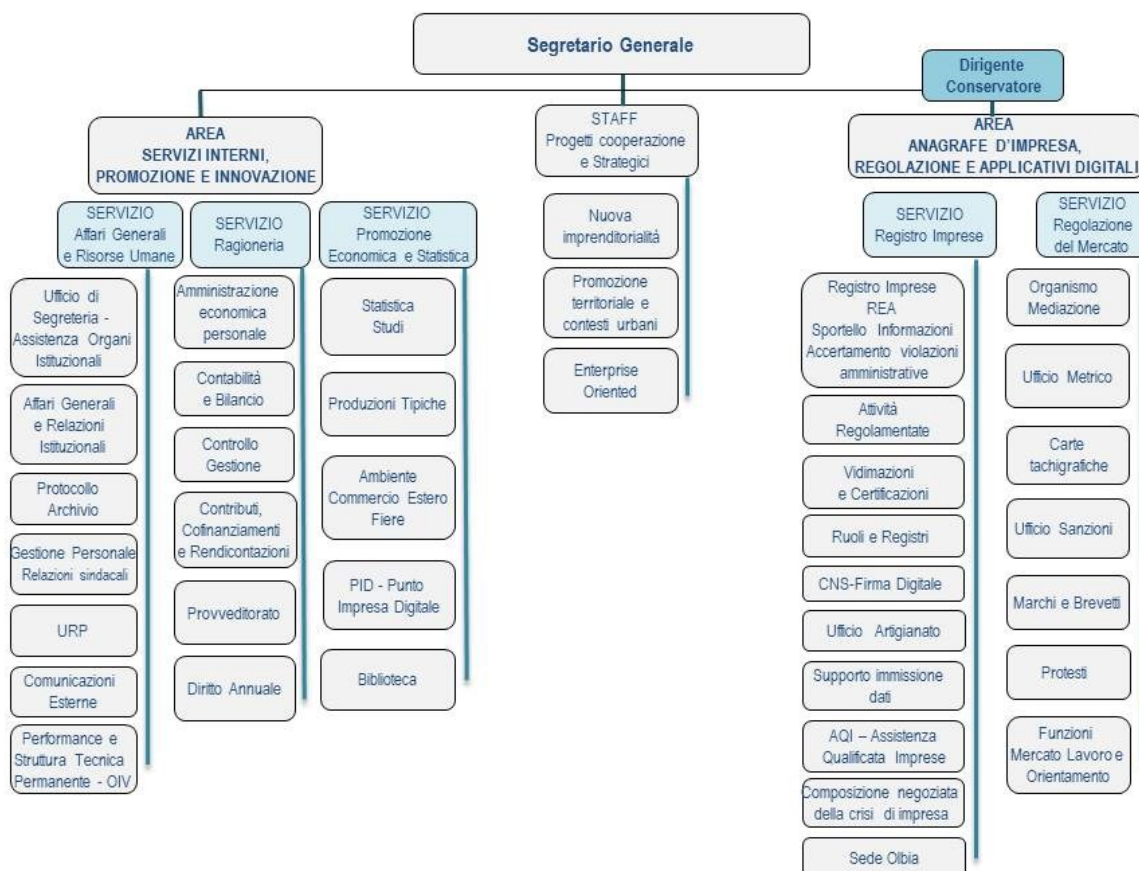 Segretario Generale
Dirigente
Conservatore
AREA
SERVIZI INTERNI,
PROMOZIONE E INNOVAZIONE
STAFF
Progetti cooperazione
e Strategici
AREA
ANAGRAFE D'IMPRESA,
REGOLAZIONE E APPLICATIVI DIGITALI
SERVIZIO
Affari Generali
e Risorse Umane
SERVIZIO
Ragioneria
SERVIZIO
Promozione
Economica e Statistica
SERVIZIO
Registro Imprese
SERVIZIO
Regolazione
del Mercato
Ufficio di
Segreteria -
Assistenza Organi
Istituzionali
Affari Generali
e Relazioni
Istituzionali
Protocollo
Archivio
Gestione Personale
Relazioni sindacali
URP
Comunicazioni
Esterne
Performance e
Struttura Tecnica
Permanente - OIV
Amministrazione
economica
personale
Contabilità
e Bilancio
Controllo
Gestione
Contributi,
Cofinanziamenti
e Rendicontazioni
Provveditorato
Diritto Annuale
Statistica
Studi
Produzioni Tipiche
Ambiente
Commercio Estero
Fiere
PID - Punto
Impresa Digitale
Biblioteca
Nuova
imprenditorialità
Promozione
territoriale e
contesti urbani
Enterprise
Oriented
Registro Imprese
REA
Sportello Informazioni
Accertamento violazioni
amministrative
Attività
Regolamentate
Vidimazioni
e Certificazioni
Ruoli e Registri
CNS-Firma Digitale
Ufficio Artigianato
Supporto immissione
dati
AQI – Assistenza
Qualificata Imprese
Composizione negoziata
della crisi di impresa
Sede Olbia
Organismo
Mediazione
Ufficio Metrico
Carte
tachigrafiche
Ufficio Sanzioni
Marchi e Brevetti
Protesti
Funzioni
Mercato Lavoro e
Orientamento